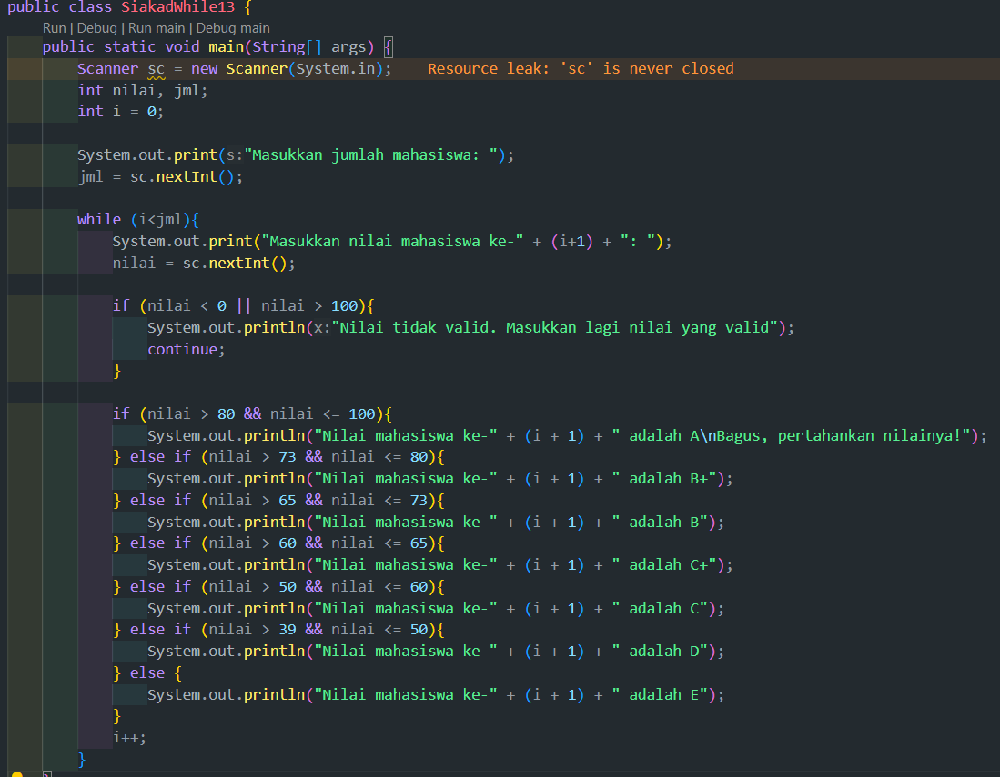 public class SiakadWhile13 {
Run | Debug | Run main | Debug main
public static void main(String[] args) {
Scanner sc = new Scanner(System.in); Resource leak: 'sc' is never closed
int nilai, jml;
int i = 0;
System.out.print(s:"Masukkan jumlah mahasiswa: ");
jml = sc.nextInt();
while (i<jml){
System.out.print("Masukkan nilai mahasiswa ke-" + (i+1) + ": ");
nilai = sc.nextInt();
if (nilai < 0 || nilai > 100){
System.out.println(x:"Nilai tidak valid. Masukkan lagi nilai yang valid");
continue;
}
if (nilai > 80 && nilai <= 100){
System.out.println("Nilai mahasiswa ke-" + (i + 1) + " adalah A\nBagus, pertahankan nilainya!");
} else if (nilai > 73 && nilai <= 80){
System.out.println("Nilai mahasiswa ke-" + (i + 1) + " adalah B+");
} else if (nilai > 65 && nilai <= 73){
System.out.println("Nilai mahasiswa ke-" + (i + 1) + " adalah B");
} else if (nilai > 60 && nilai <= 65){
System.out.println("Nilai mahasiswa ke-" + (i + 1) + " adalah C+");
} else if (nilai > 50 && nilai <= 60){
System.out.println("Nilai mahasiswa ke-" + (i + 1) + " adalah C");
} else if (nilai > 39 && nilai <= 50){
System.out.println("Nilai mahasiswa ke-" + (i + 1) + " adalah D");
} else {
System.out.println("Nilai mahasiswa ke-" + (i + 1) + " adalah E");
}
i++;
}
}